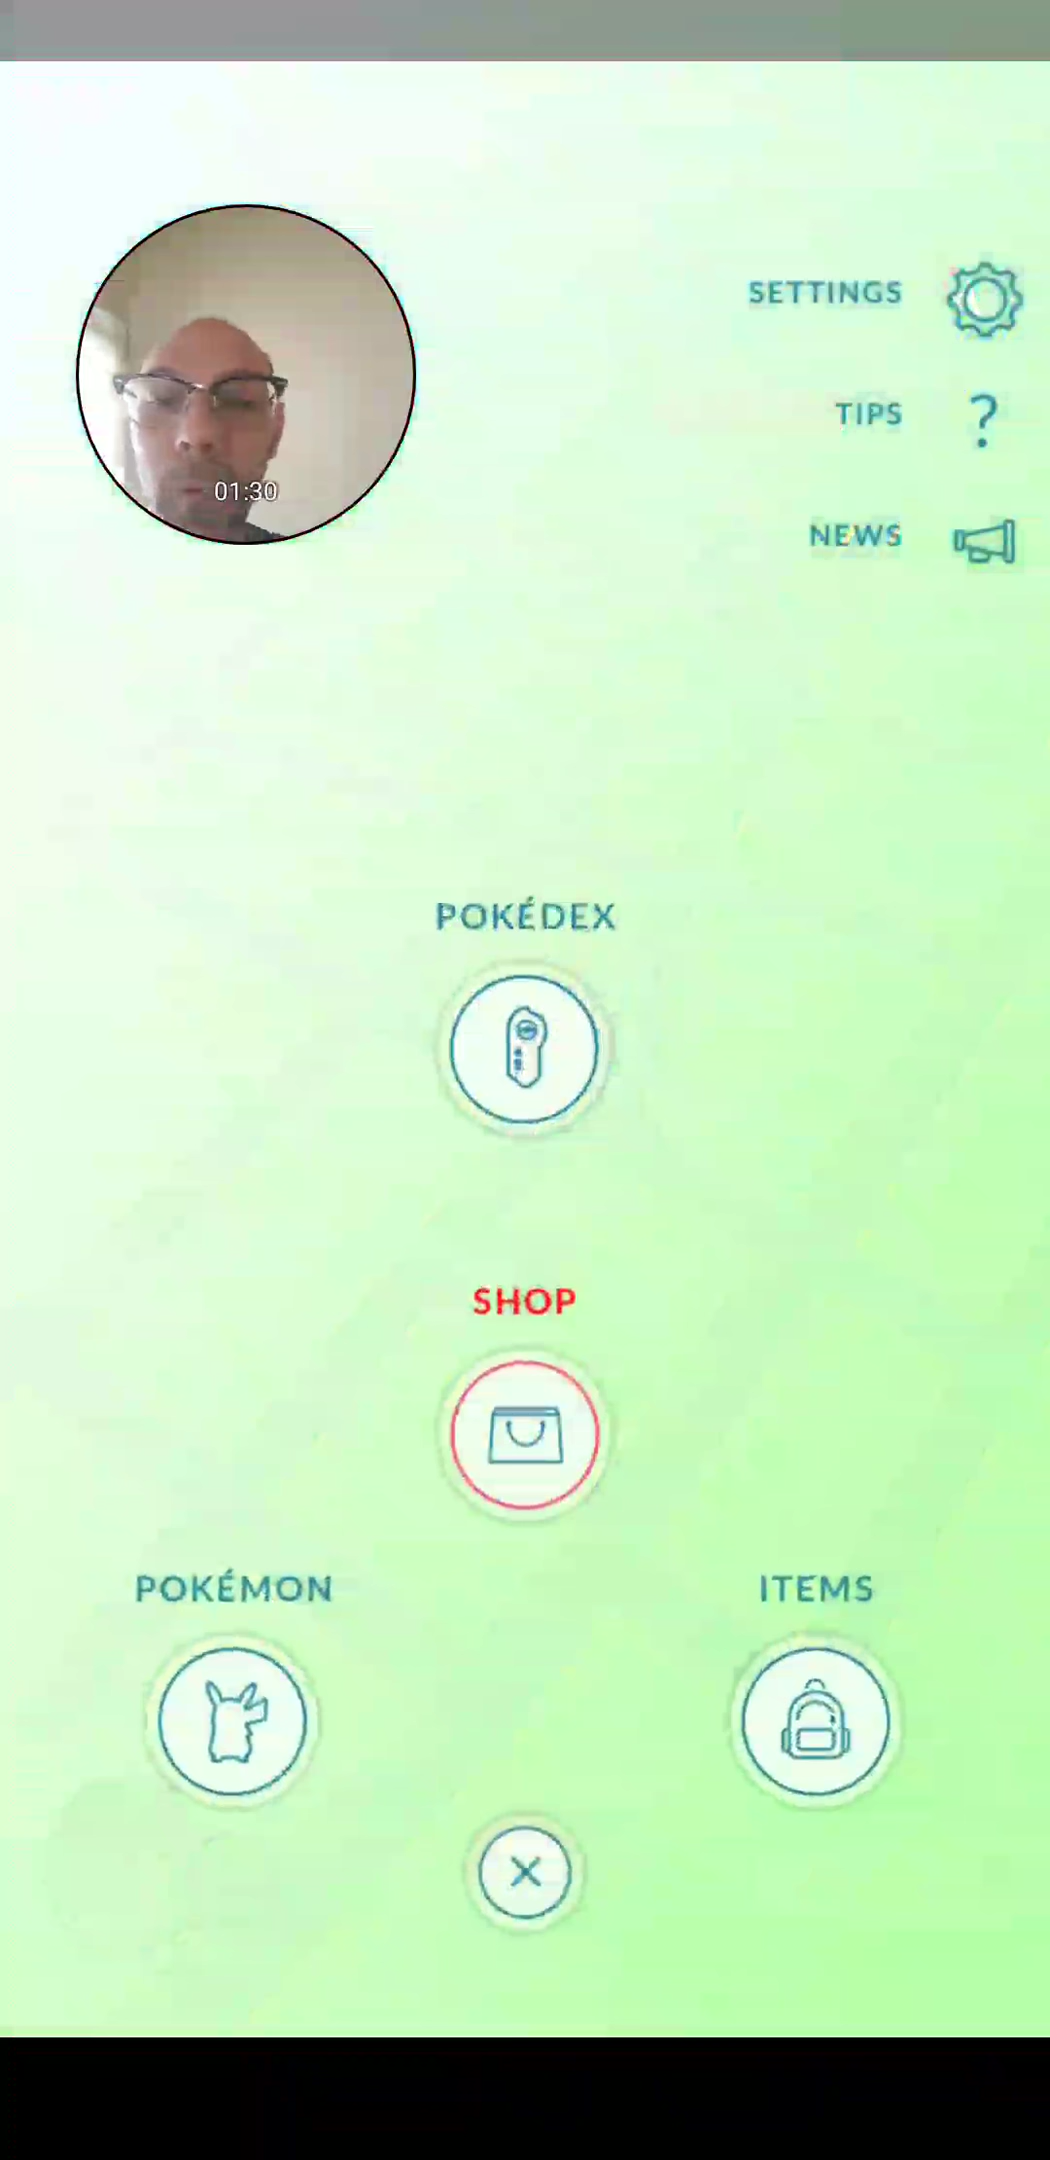 SETTINGS
TIPS
NEWS
01:30
POKÉDEX
SHOP
POKÉMON
ITEMS